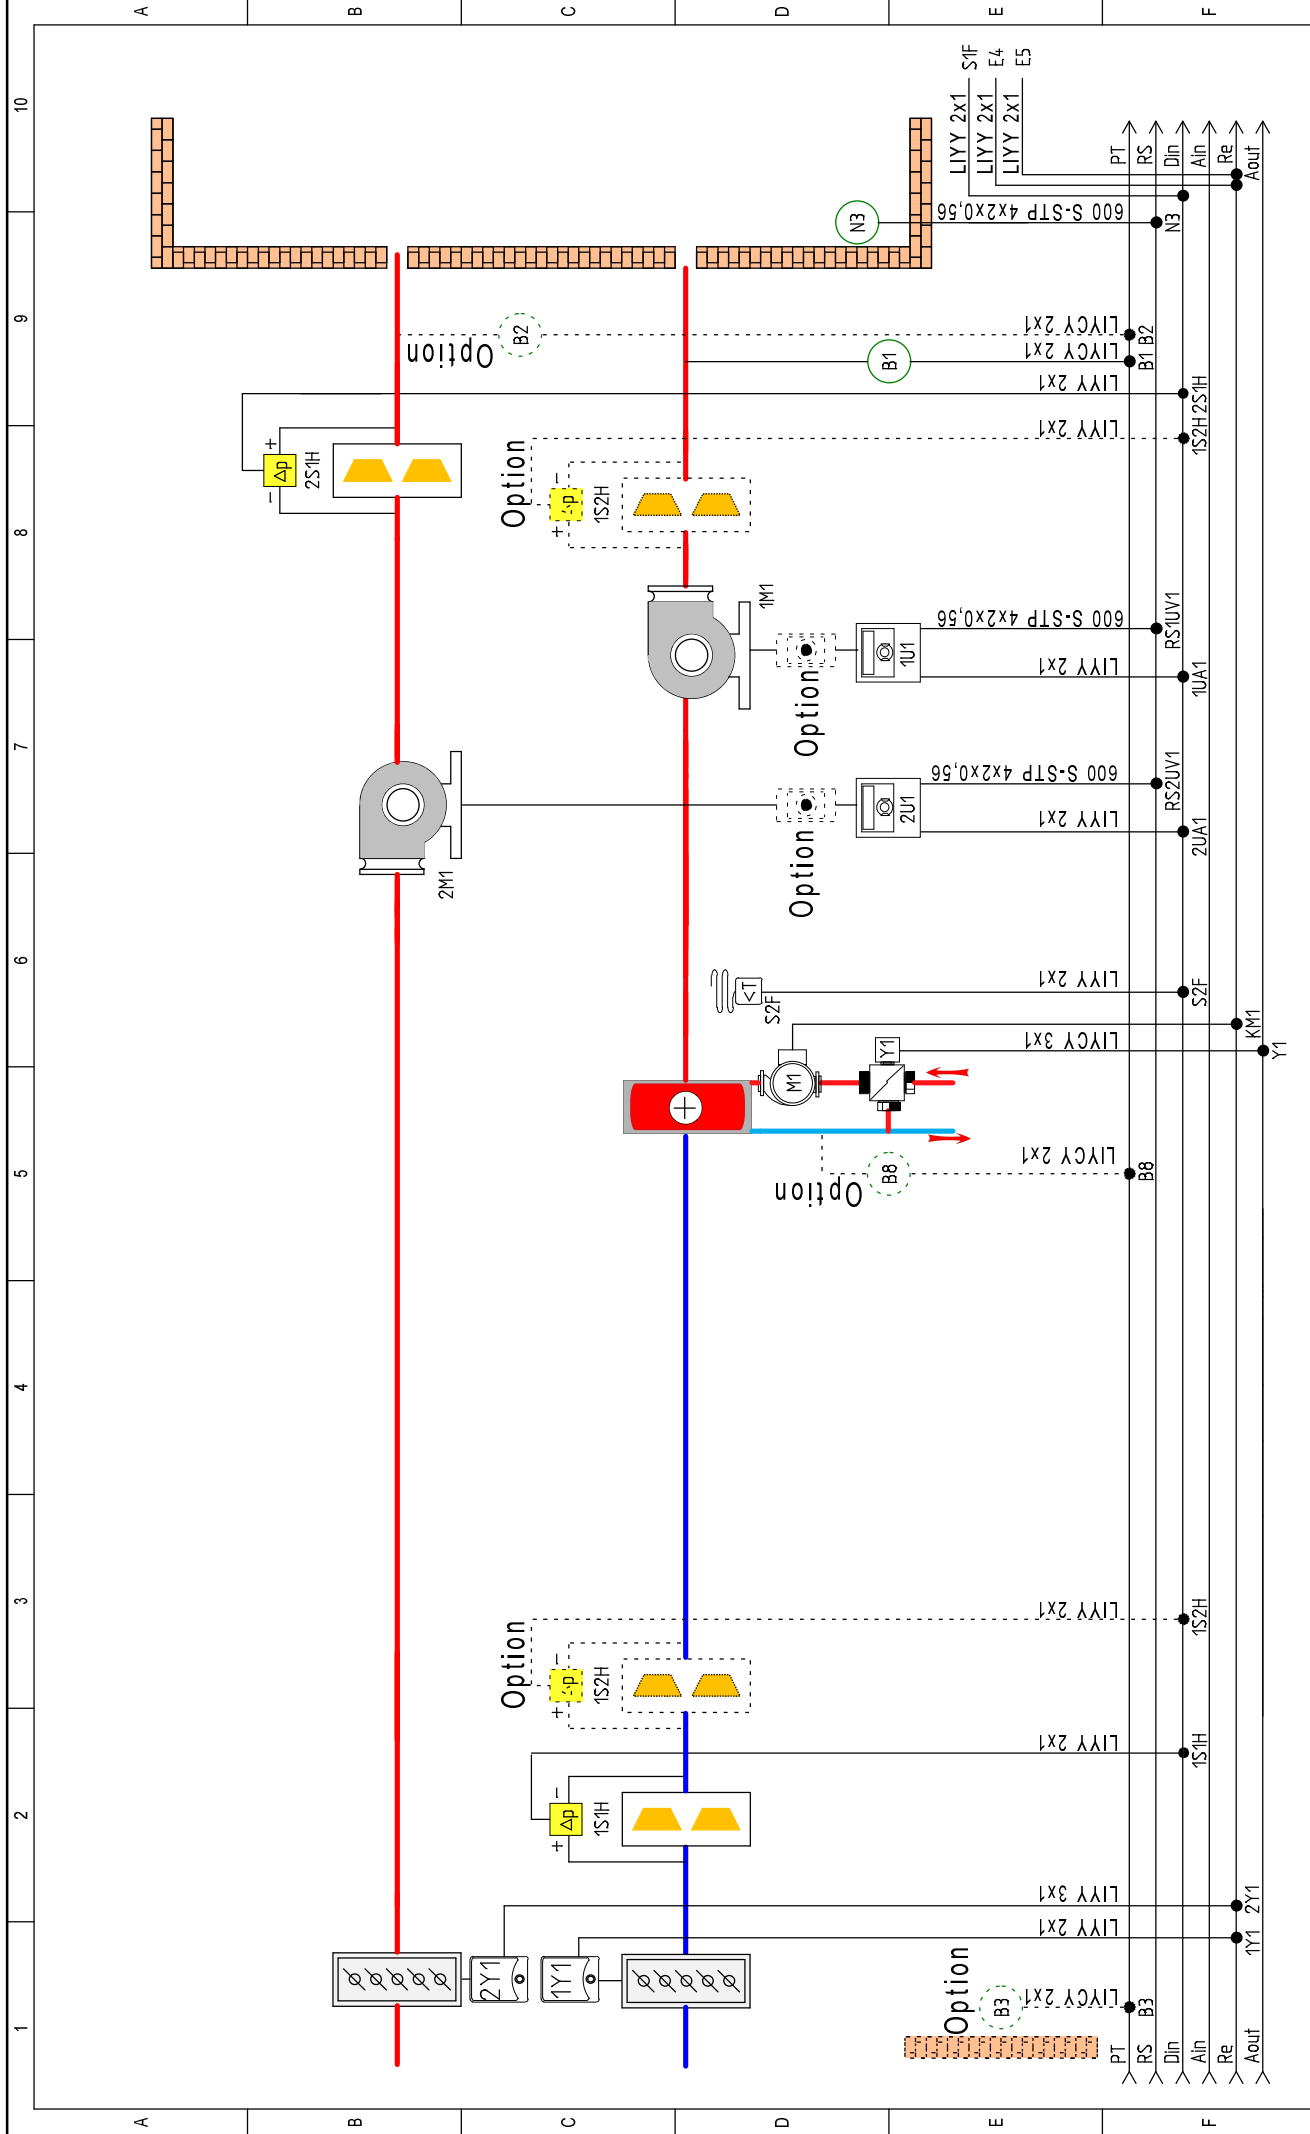 1
2
3
4
5
6
7
8
9
10
A
B
C
D
E
F
A
B
C
D
E
F
2Y1
1Y1
Option
B3
LIYCY 2x1
B3
LIYY 2x1
1Y1
LIYY 3x1
2Y1
+
Δp
-
1S1H
LIYY 2x1
1S1H
Option
+
-
1S2H
LIYY 2x1
1S2H
Option
B8
LIYCY 2x1
B8
M1
Y1
LIYCY 3x1
Y1
KM1
<T
S2F
LIYY 2x1
S2F
2M1
Option
2U1
LIYY 2x1
2UA1
600 S-STP 4x2x0,56
RS2UV1
1M1
Option
1U1
LIYY 2x1
1UA1
600 S-STP 4x2x0,56
RS1UV1
Option
+
-
1S2H
LIYY 2x1
1S2H
-
Δp
+
2S1H
LIYY 2x1
2S1H
B1
LIYCY 2x1
B1
Option
B2
LIYCY 2x1
B2
N3
600 S-STP 4x2x0,56
N3
LIYY 2x1 S1F
LIYY 2x1 E4
LIYY 2x1 E5
PT
RS
Din
Ain
Re
Aout
PT
RS
Din
Ain
Re
Aout